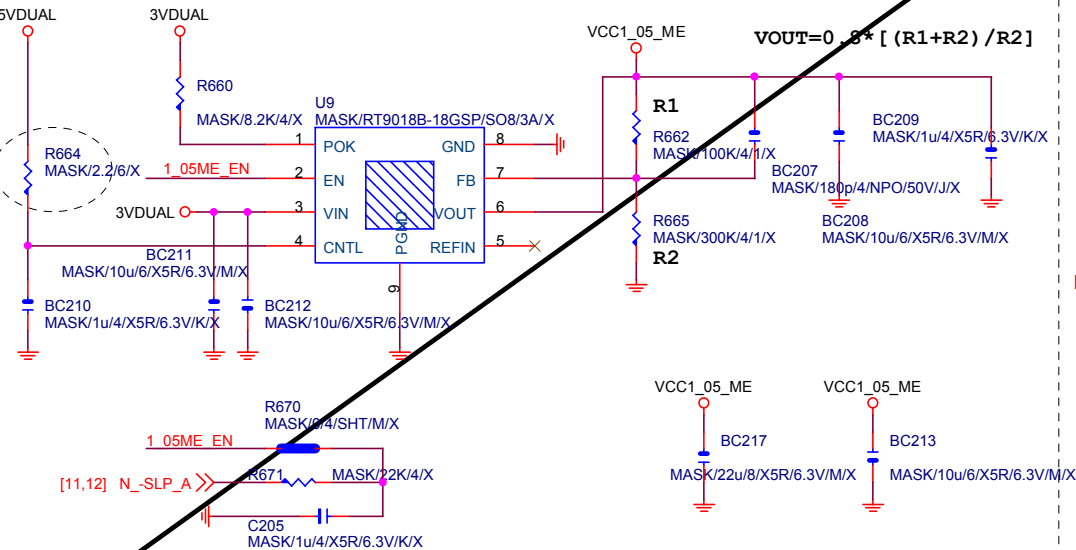 5VDUAL
3VDUAL
VCC1_05_ME
VOUT=0.8*[(R1+R2)/R2]
R660
MASK/8.2K/4/X
U9
MASK/RT9018B-18GSP/SO8/3A/X
R1
R662
MASK/100K/4/1/X
BC209
MASK/1u/4/X5R/6.3V/K/X
R664
MASK/2.2/6/X
1_05ME_EN
3VDUAL
1 POK
2 EN
3 VIN
4 CNTL
GND 8
FB 7
VOUT 6
REFIN 5
PGND
9
BC207
MASK/180p/4/NPO/50V/J/X
R665
MASK/300K/4/1/X
R2
BC208
MASK/10u/6/X5R/6.3V/M/X
BC211
MASK/10u/6/X5R/6.3V/M/X
BC210
MASK/1u/4/X5R/6.3V/K/X
BC212
MASK/10u/6/X5R/6.3V/M/X
R670
MASK/0/4/SHT/M/X
1_05ME_EN
[11,12] N_-SLP_A
R671
MASK/22K/4/X
C205
MASK/1u/4/X5R/6.3V/K/X
VCC1_05_ME
VCC1_05_ME
BC217
MASK/22u/8/X5R/6.3V/M/X
BC213
MASK/10u/6/X5R/6.3V/M/X